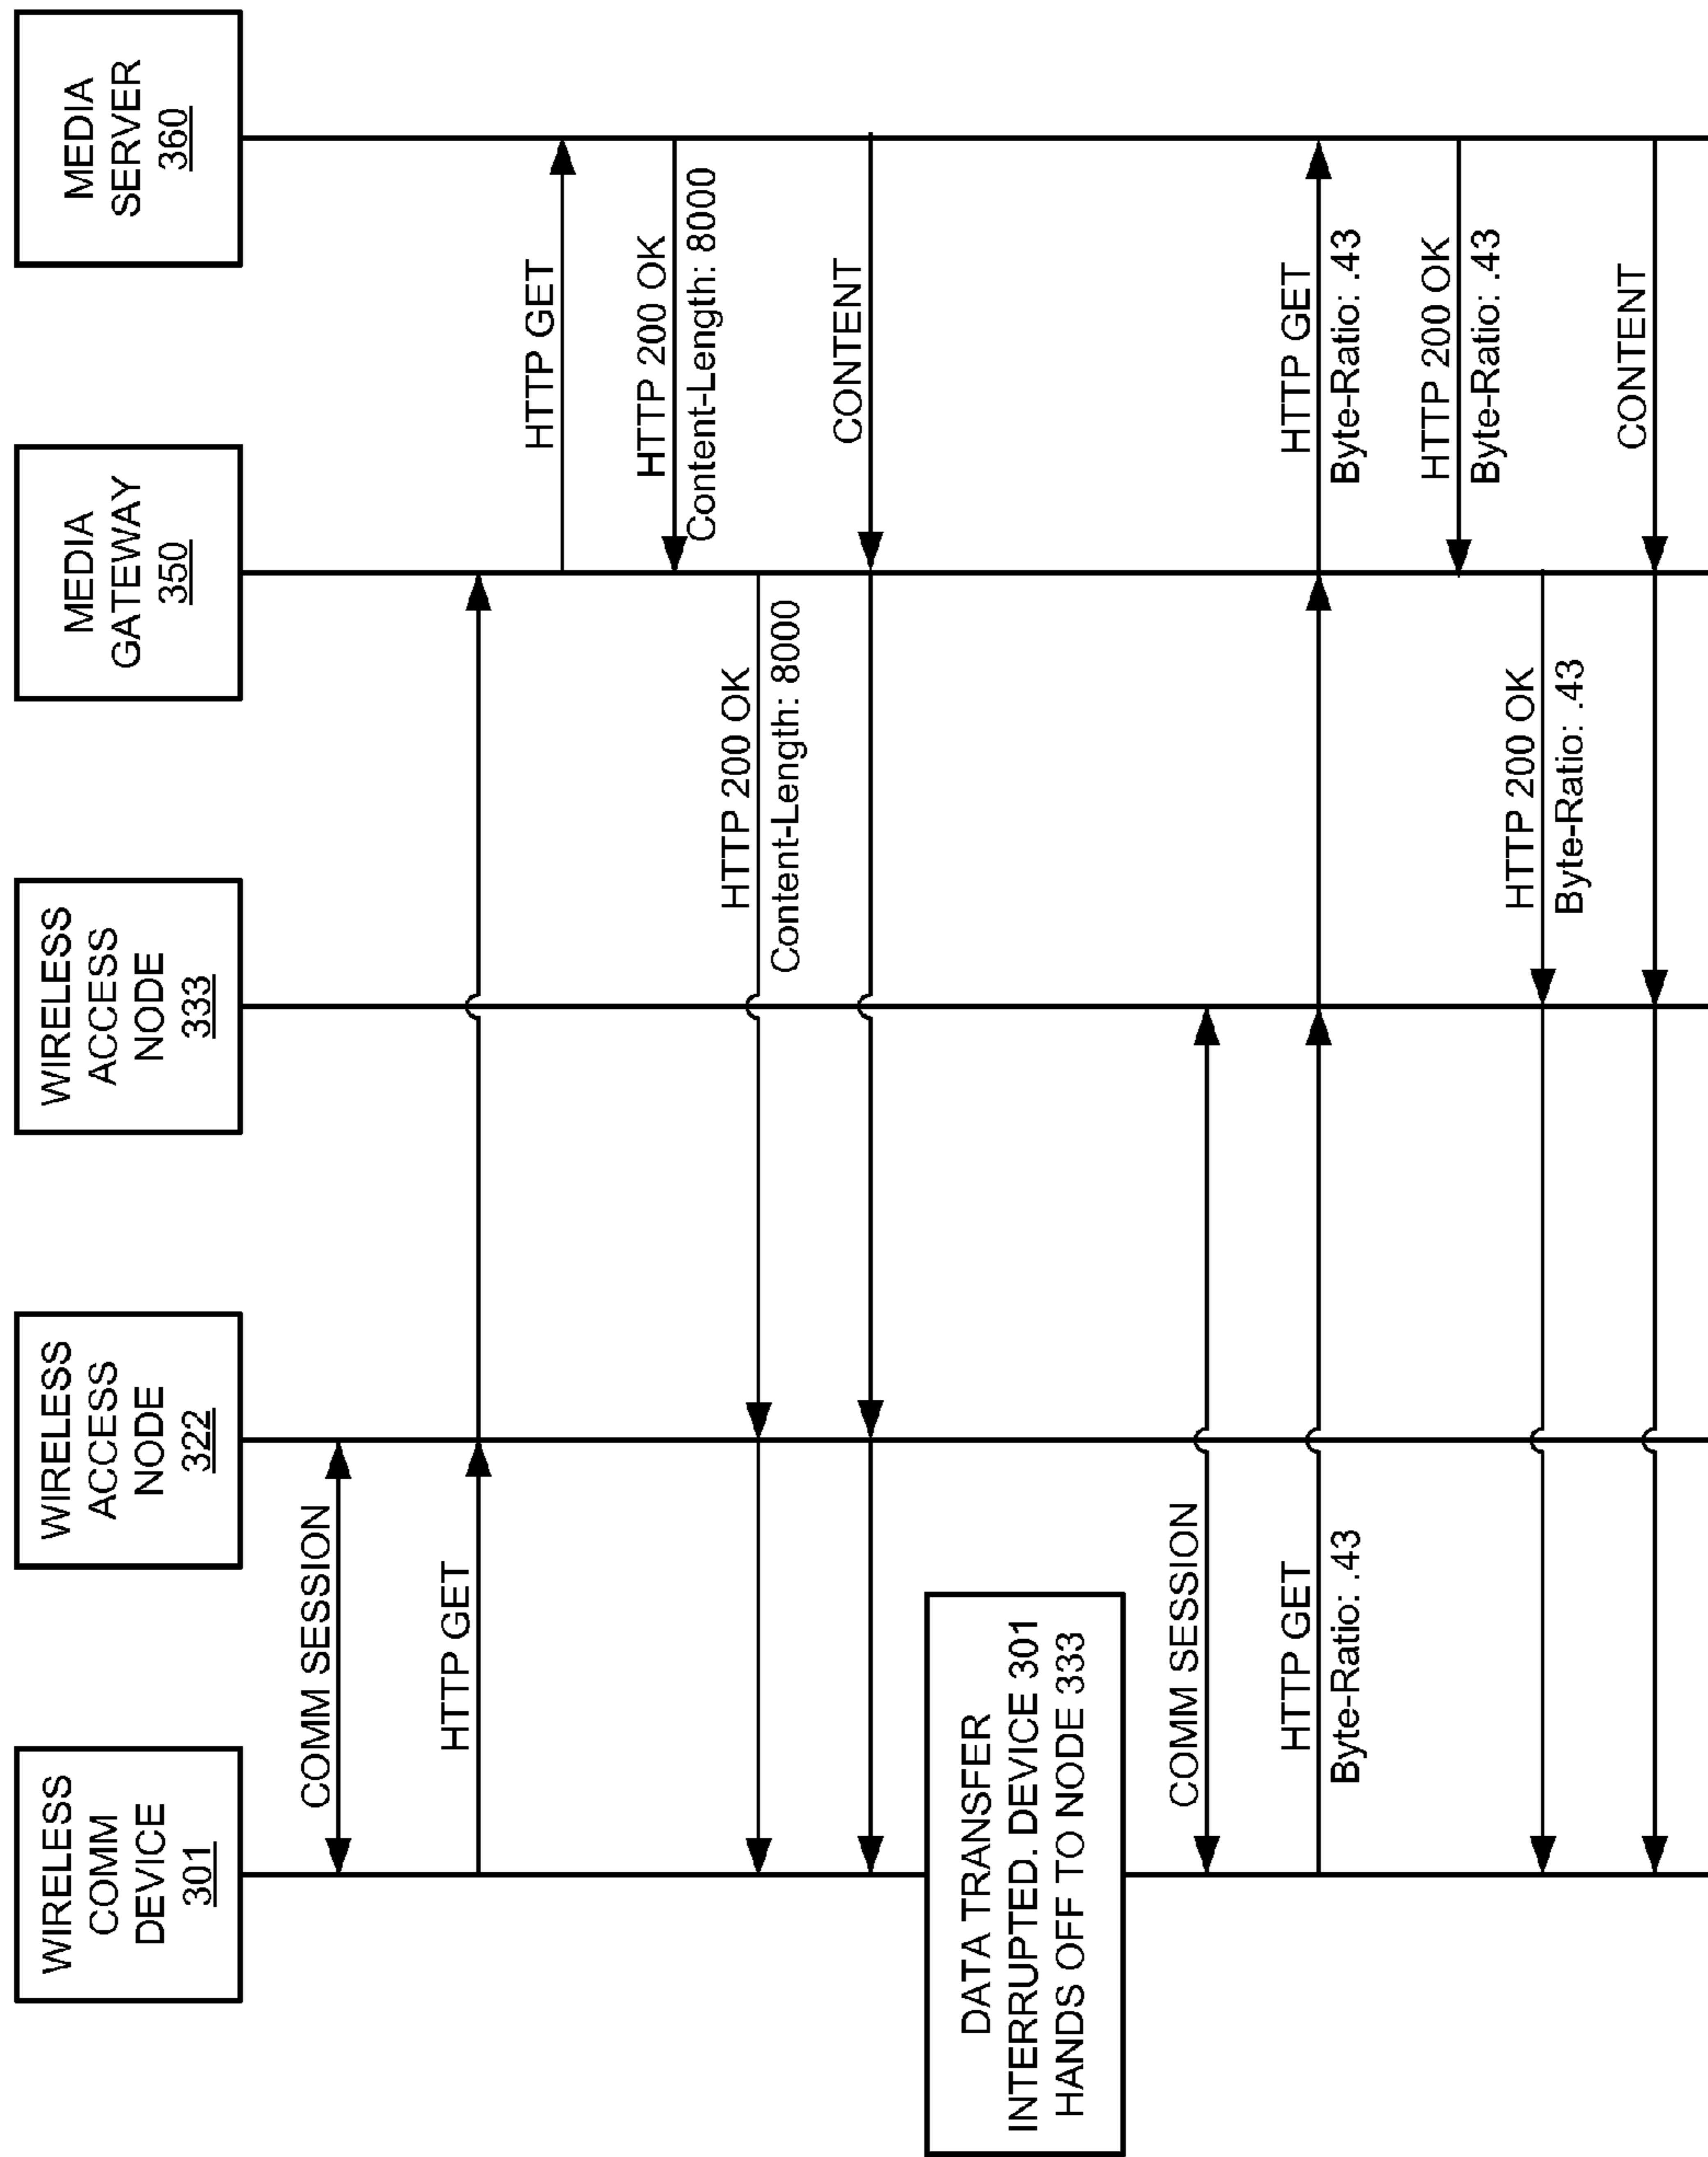 WIRELESS
COMM
DEVICE
301
WIRELESS
ACCESS
NODE
322
WIRELESS
ACCESS
NODE
333
MEDIA
GATEWAY
350
MEDIA
SERVER
360
COMM SESSION
HTTP GET
HTTP GET
HTTP 200 OK
Content-Length: 8000
HTTP 200 OK
Content-Length: 8000
CONTENT
DATA TRANSFER
INTERRUPTED. DEVICE 301
HANDS OFF TO NODE 333
COMM SESSION
HTTP GET
Byte-Ratio: .43
HTTP GET
Byte-Ratio: .43
HTTP 200 OK
Byte-Ratio: .43
HTTP 200 OK
Byte-Ratio: .43
CONTENT